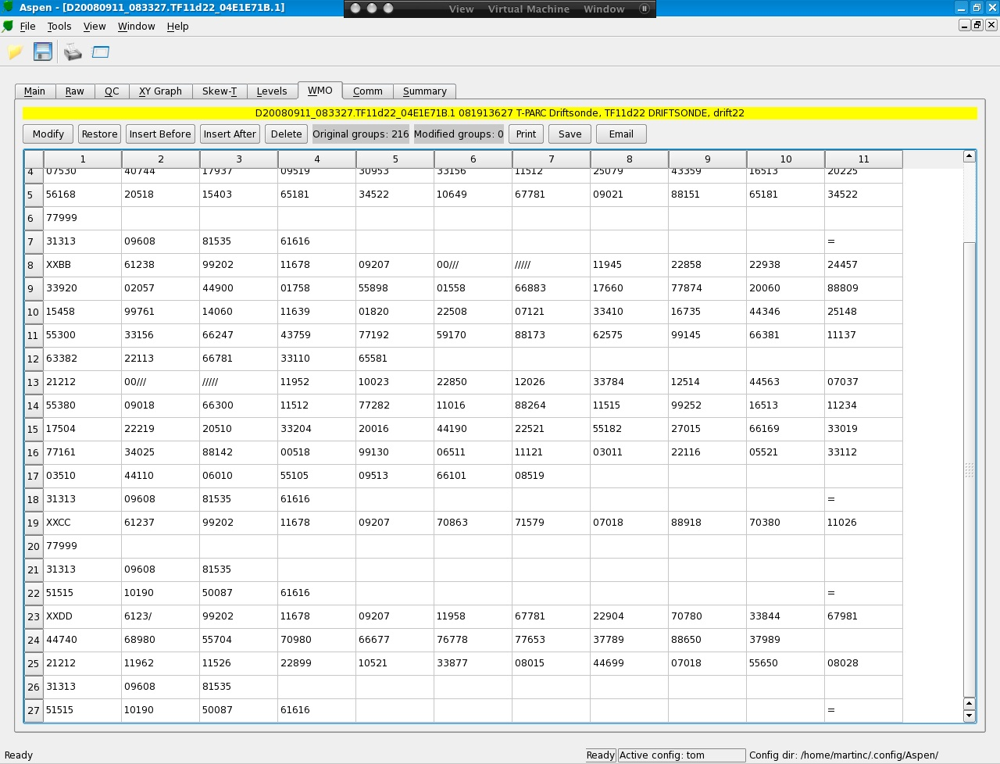 Aspen - [D20080911_083327.TF11d22_04E1E71B.1]
View Virtual Machine Window
File Tools View Window Help
Main Raw QC XY Graph Skew-T Levels WMO Comm Summary
D20080911_083327.TF11d22_04E1E71B.1 081913627 T-PARC Driftsonde, TF11d22 DRIFTSONDE, drift22
Modify Restore Insert Before Insert After Delete Original groups: 216 Modified groups: 0 Print Save Email
1 2 3 4 5 6 7 8 9 10 11
4 07530 40744 17937 09519 30953 33156 11512 25079 43359 16513 20225
5 56168 20518 15403 65181 34522 10649 67781 09021 88151 65181 34522
6 77999
7 31313 09608 81535 61616 =
8 XXBB 61238 99202 11678 09207 00/// ///// 11945 22858 22938 24457
9 33920 02057 44900 01758 55898 01558 66883 17660 77874 20060 88809
10 15458 99761 14060 11639 01820 22508 07121 33410 16735 44346 25148
11 55300 33156 66247 43759 77192 59170 88173 62575 99145 66381 11137
12 63382 22113 66781 33110 65581
13 21212 00/// ///// 11952 10023 22850 12026 33784 12514 44563 07037
14 55380 09018 66300 11512 77282 11016 88264 11515 99252 16513 11234
15 17504 22219 20510 33204 20016 44190 22521 55182 27015 66169 33019
16 77161 34025 88142 00518 99130 06511 11121 03011 22116 05521 33112
17 03510 44110 06010 55105 09513 66101 08519
18 31313 09608 81535 61616 =
19 XXCC 61237 99202 11678 09207 70863 71579 07018 88918 70380 11026
20 77999
21 31313 09608 81535
22 51515 10190 50087 61616 =
23 XXDD 6123/ 99202 11678 09207 11958 67781 22904 70780 33844 67981
24 44740 68980 55704 70980 66677 76778 77653 37789 88650 37989
25 21212 11962 11526 22899 10521 33877 08015 44699 07018 55650 08028
26 31313 09608 81535
27 51515 10190 50087 61616 =
Ready Ready Active config: tom Config dir: /home/martinc/.config/Aspen/